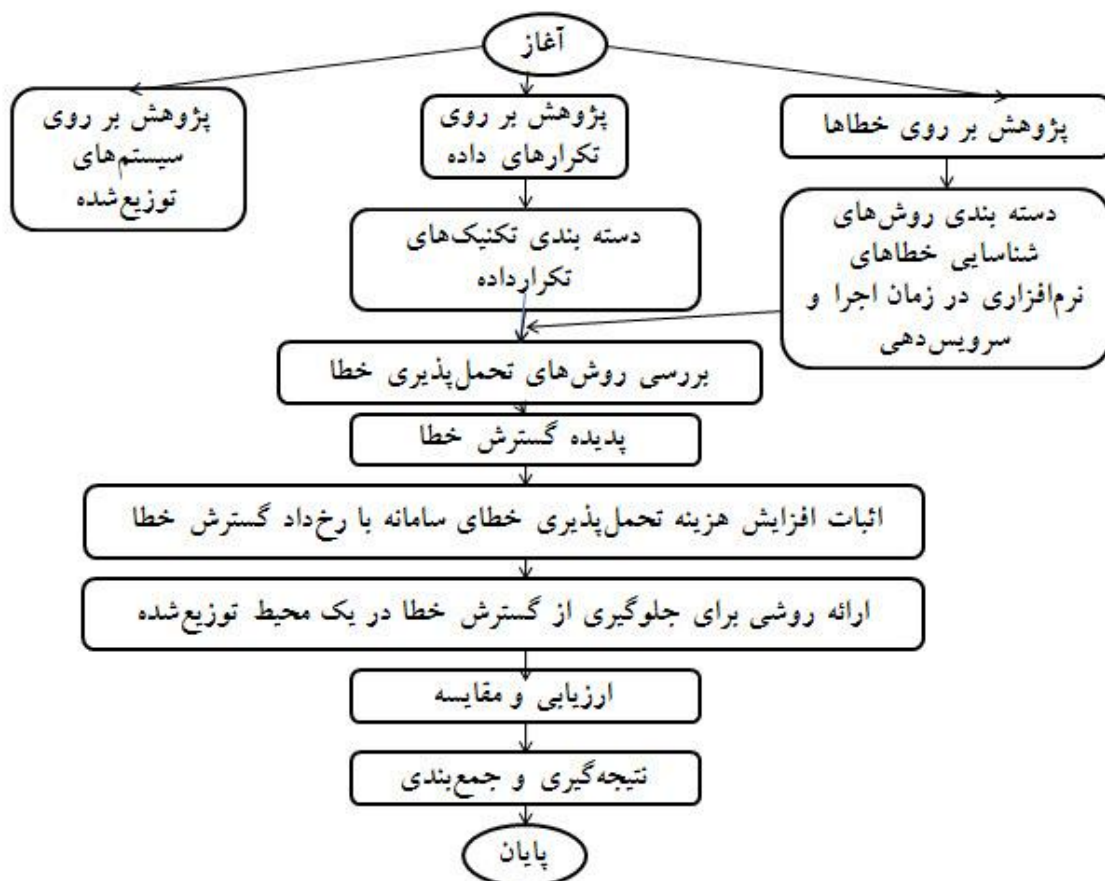 آغاز
پژوهش بر روی خطاها
پژوهش بر روی
تکرارهای داده
پژوهش بر روی
سیستم‌های
توزیع‌شده
دسته بندی روش‌های
شناسایی خطاهای
نرم‌افزاری در زمان اجرا و
سرویس‌دهی
دسته بندی تکنیک‌های
تکرارداده
بررسی روش‌های تحمل‌پذیری خطا
پدیده گسترش خطا
اثبات افزایش هزینه تحمل‌پذیری خطای سامانه با رخ‌داد گسترش خطا
ارائه روشی برای جلوگیری از گسترش خطا در یک محیط توزیع‌شده
ارزیابی و مقایسه
نتیجه‌گیری و جمع‌بندی
پایان